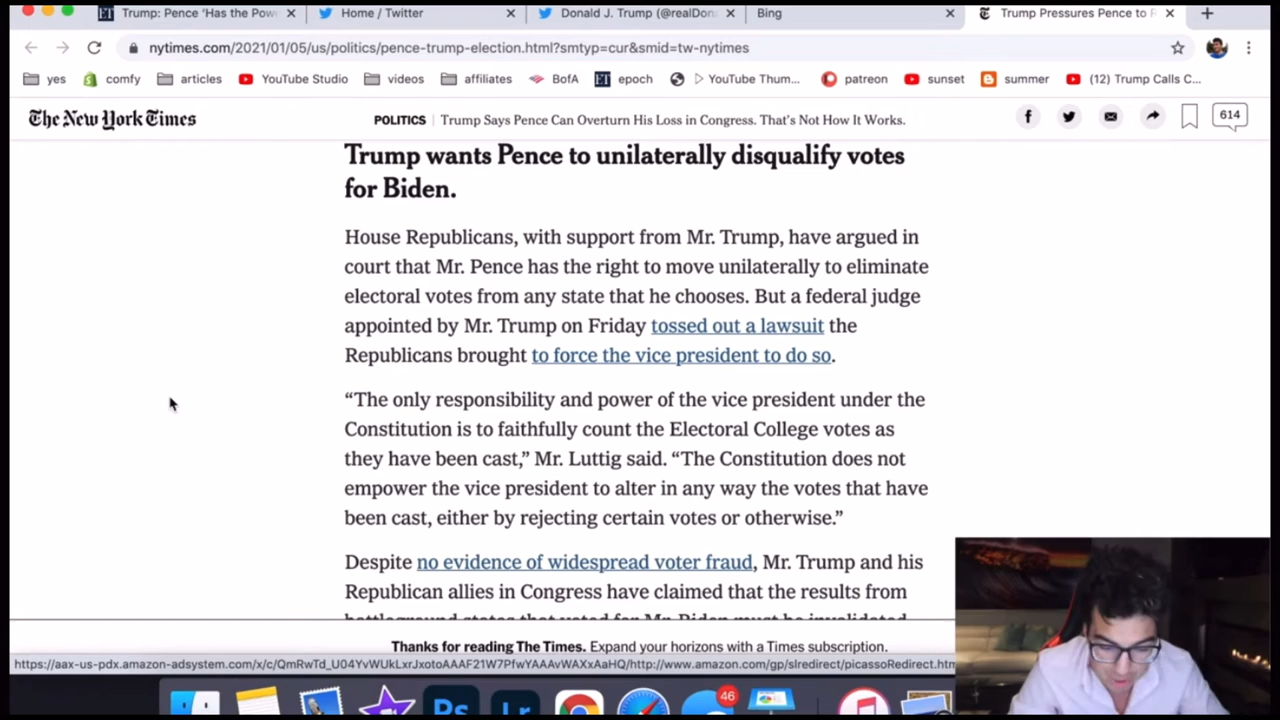 Trump: Pence 'Has the Pow
Home / Twitter
Donald J. Trump (@realDon
Bing
Trump Pressures Pence to R
nytimes.com/2021/01/05/us/politics/pence-trump-election.html?smtyp=cur&smid=tw-nytimes
yes
comfy
articles
YouTube Studio
videos
affiliates
BofA
ET epoch
YouTube Thum...
patreon
sunset
summer
(12) Trump Calls C...
The New York Times
POLITICS | Trump Says Pence Can Overturn His Loss in Congress. That's Not How It Works.
614
Trump wants Pence to unilaterally disqualify votes
for Biden.
House Republicans, with support from Mr. Trump, have argued in
court that Mr. Pence has the right to move unilaterally to eliminate
electoral votes from any state that he chooses. But a federal judge
appointed by Mr. Trump on Friday tossed out a lawsuit the
Republicans brought to force the vice president to do so.
“The only responsibility and power of the vice president under the
Constitution is to faithfully count the Electoral College votes as
they have been cast,” Mr. Luttig said. “The Constitution does not
empower the vice president to alter in any way the votes that have
been cast, either by rejecting certain votes or otherwise.”
Despite no evidence of widespread voter fraud, Mr. Trump and his
Republican allies in Congress have claimed that the results from
battleground states that voted for Mr. Biden must be invalidated
Thanks for reading The Times. Expand your horizons with a Times subscription.
https://aax-us-pdx.amazon-adsystem.com/x/c/QmRwTd_U04YvWUkLxrJxotoAAAF21W7PfwYAAAvWAXxAaHQ/http://www.amazon.com/gp/slredirect/picassoRedirect.htm
Ps
Lr
46